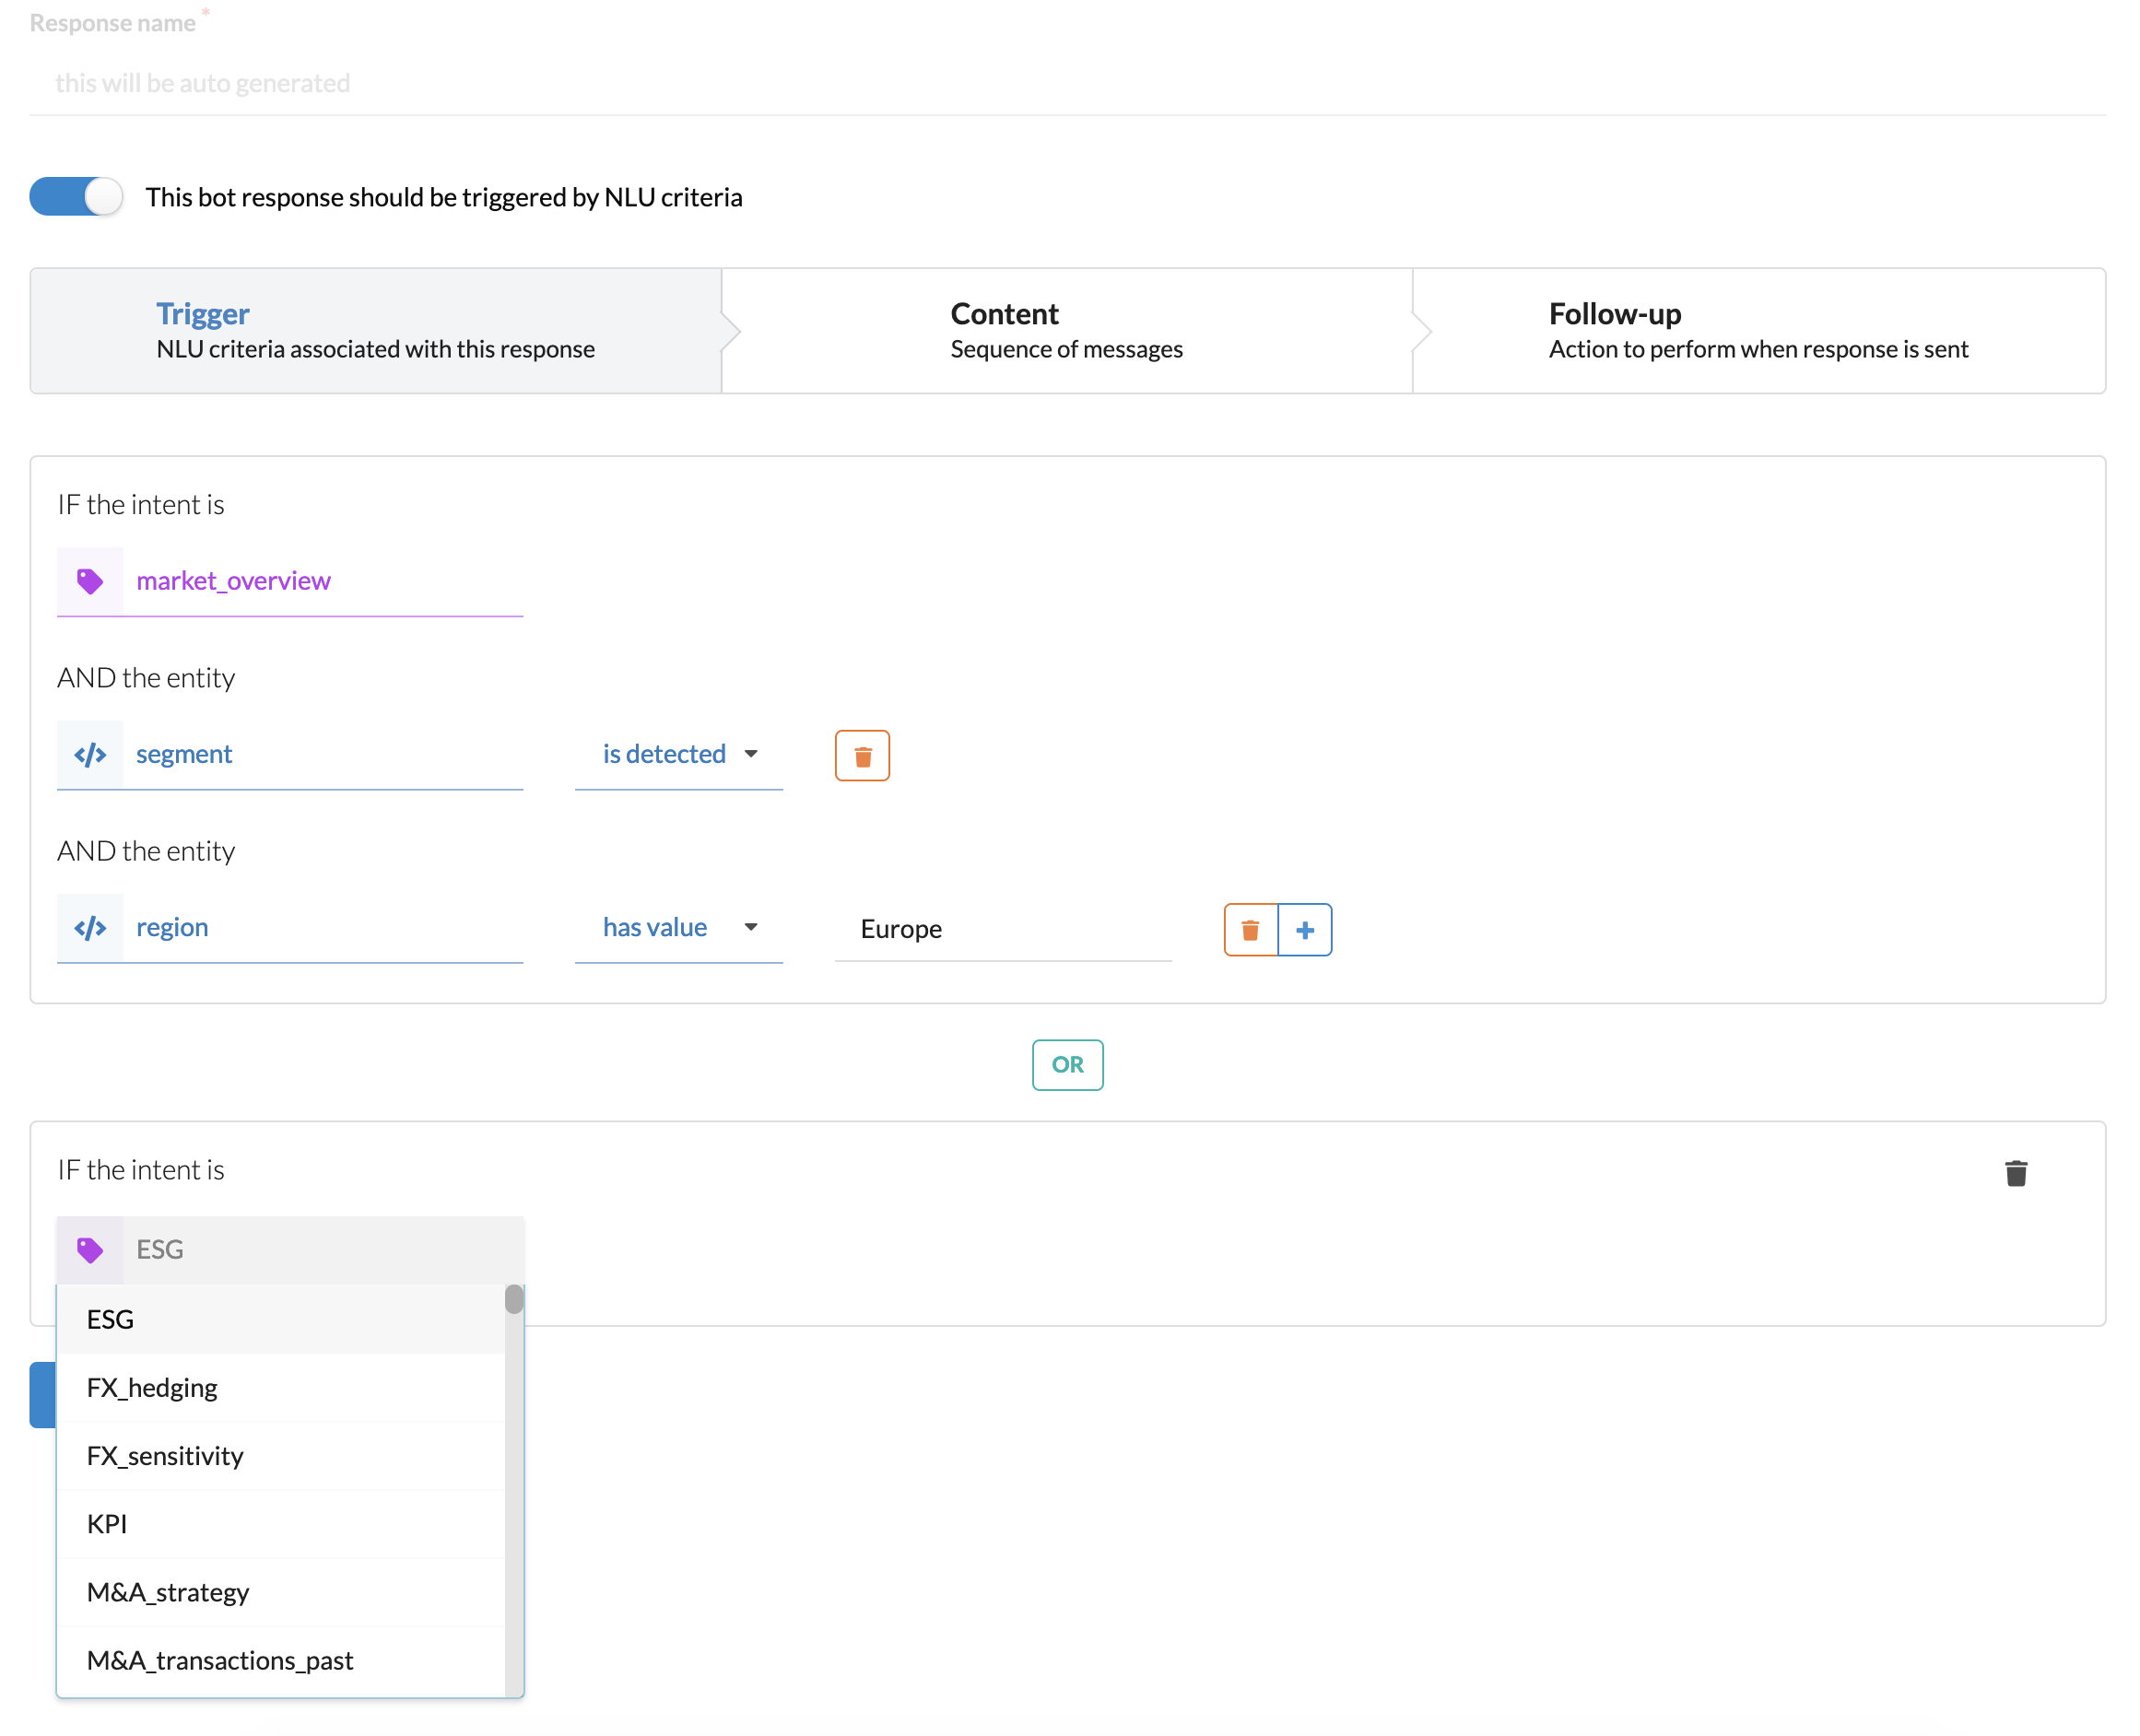 Response name *
this will be auto generated
This bot response should be triggered by NLU criteria
Trigger
NLU criteria associated with this response
Content
Sequence of messages
Follow-up
Action to perform when response is sent
IF the intent is
market_overview
AND the entity
segment is detected
AND the entity
region has value Europe
OR
IF the intent is
ESG
ESG
FX_hedging
FX_sensitivity
KPI
M&A_strategy
M&A_transactions_past